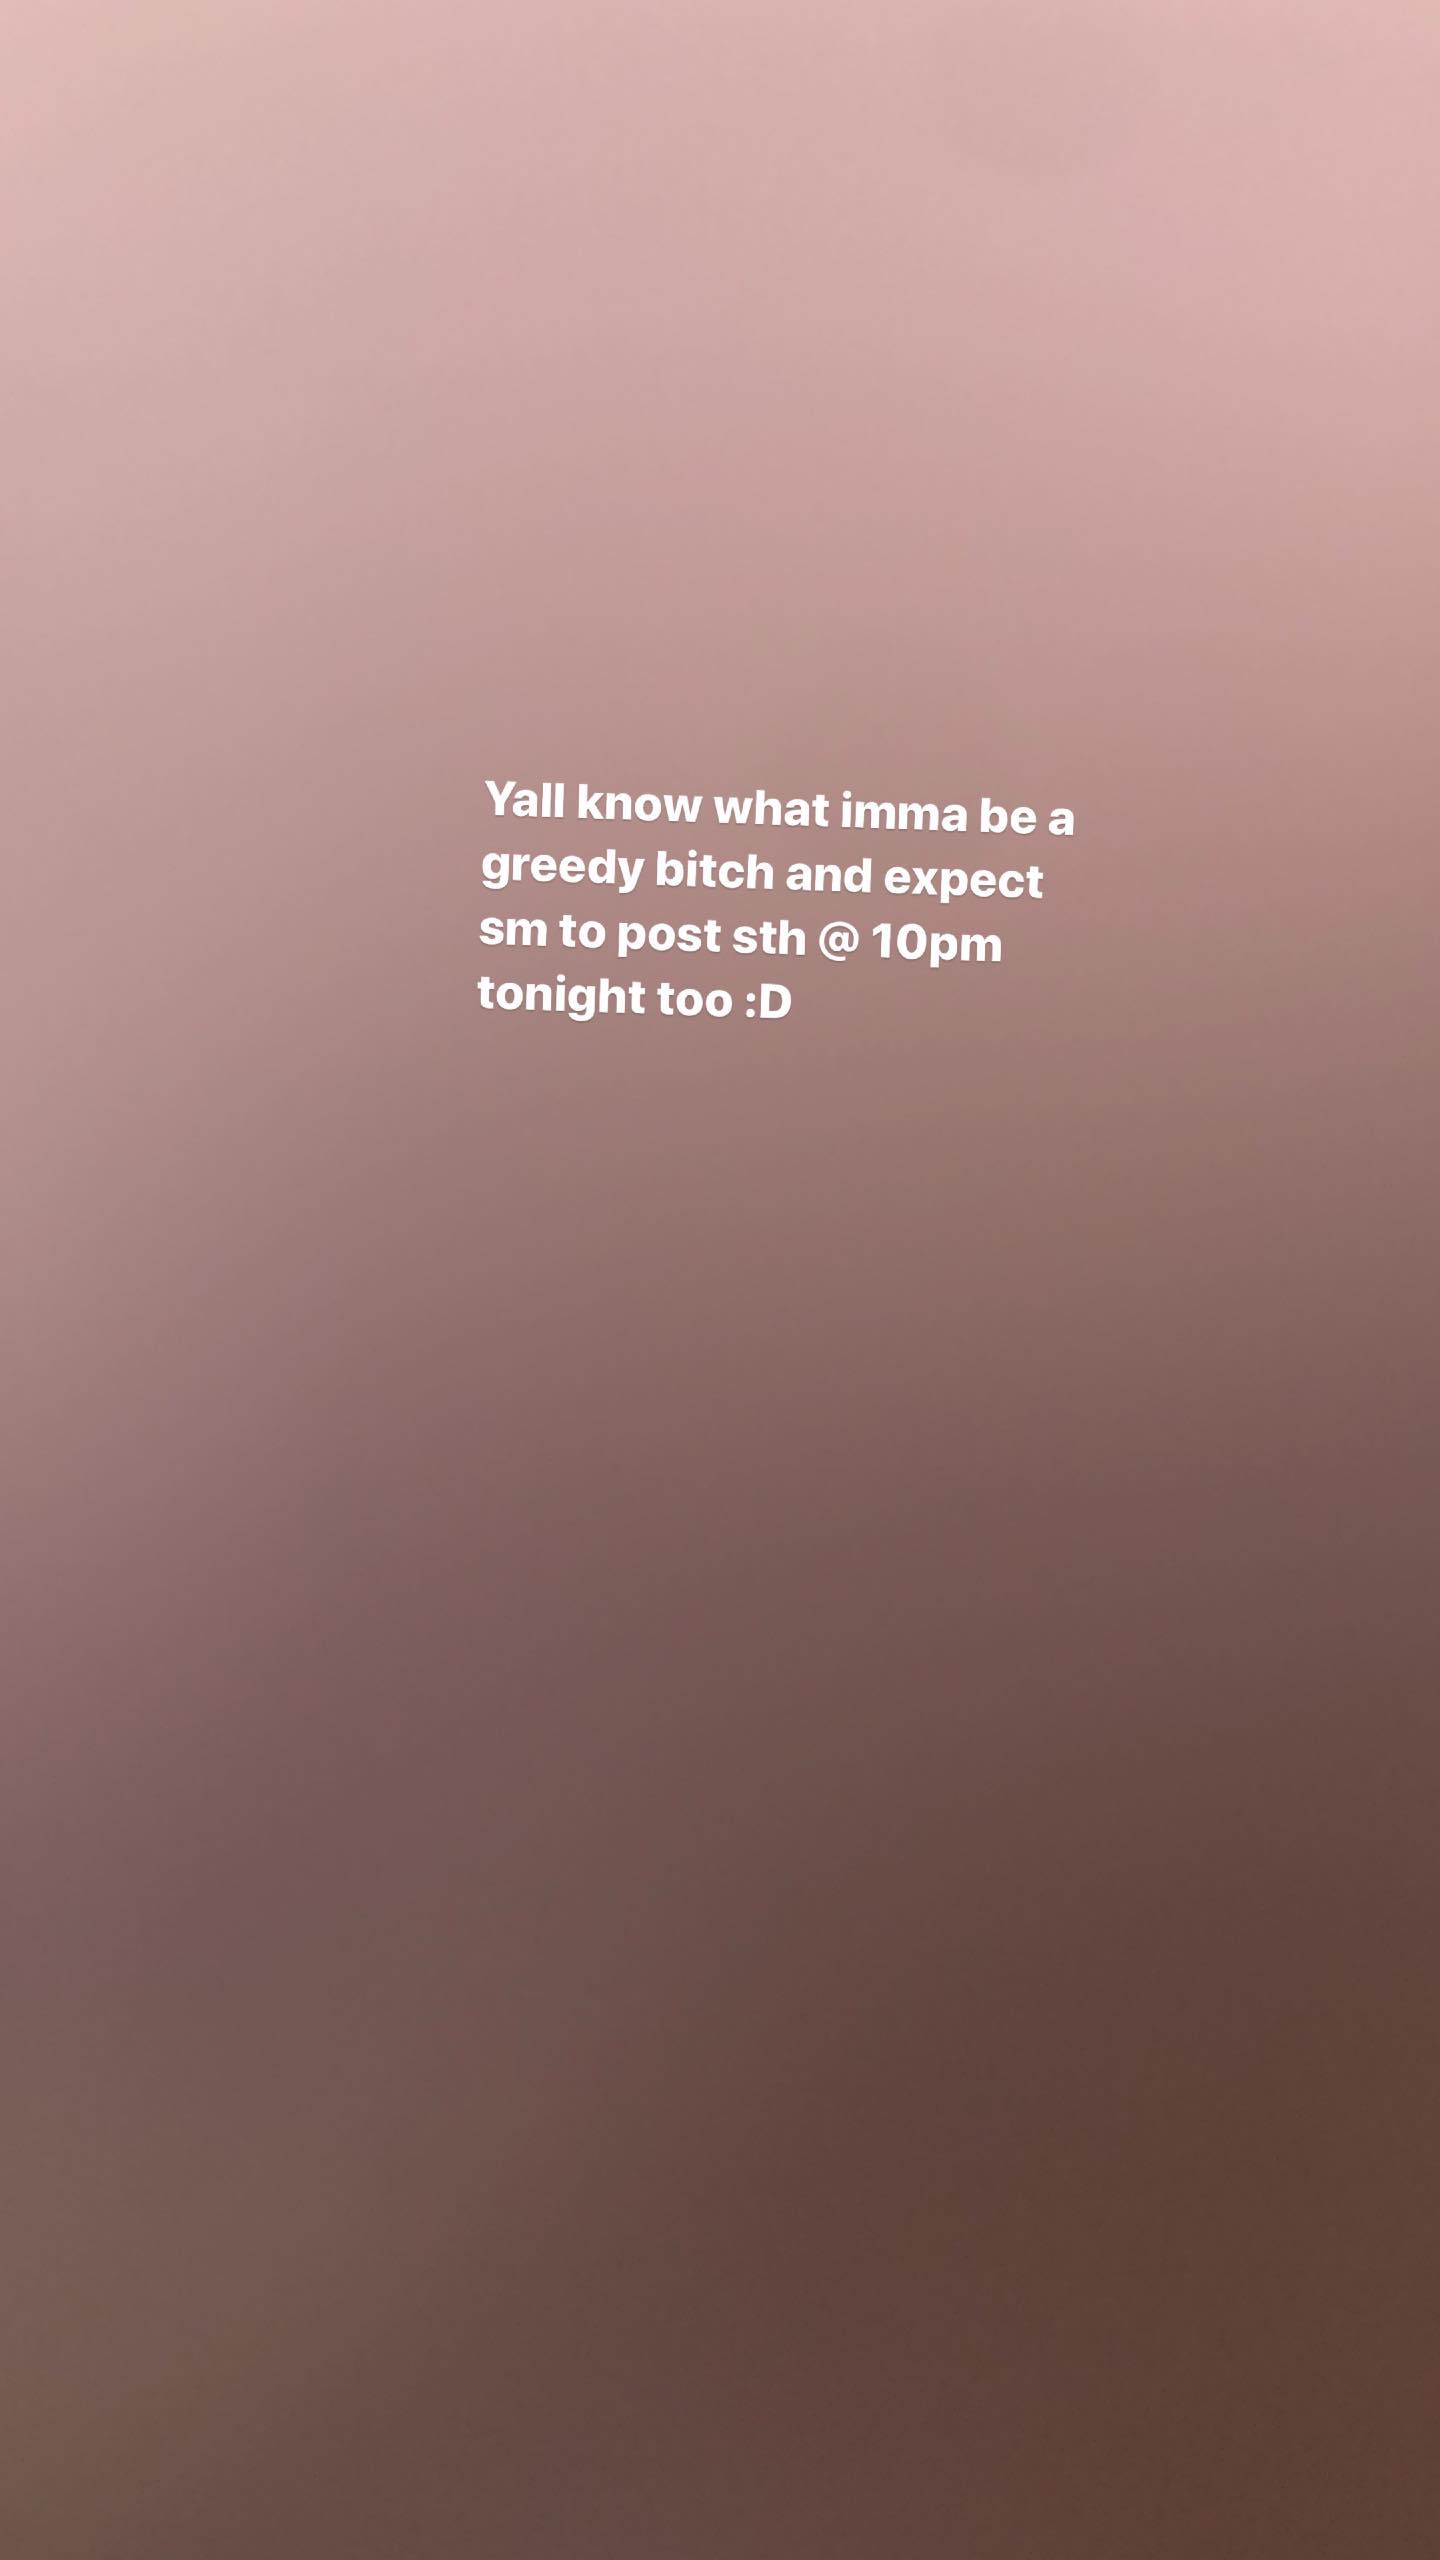 Yall know what imma be a
greedy bitch and expect
sm to post sth @ 10pm
tonight too :D